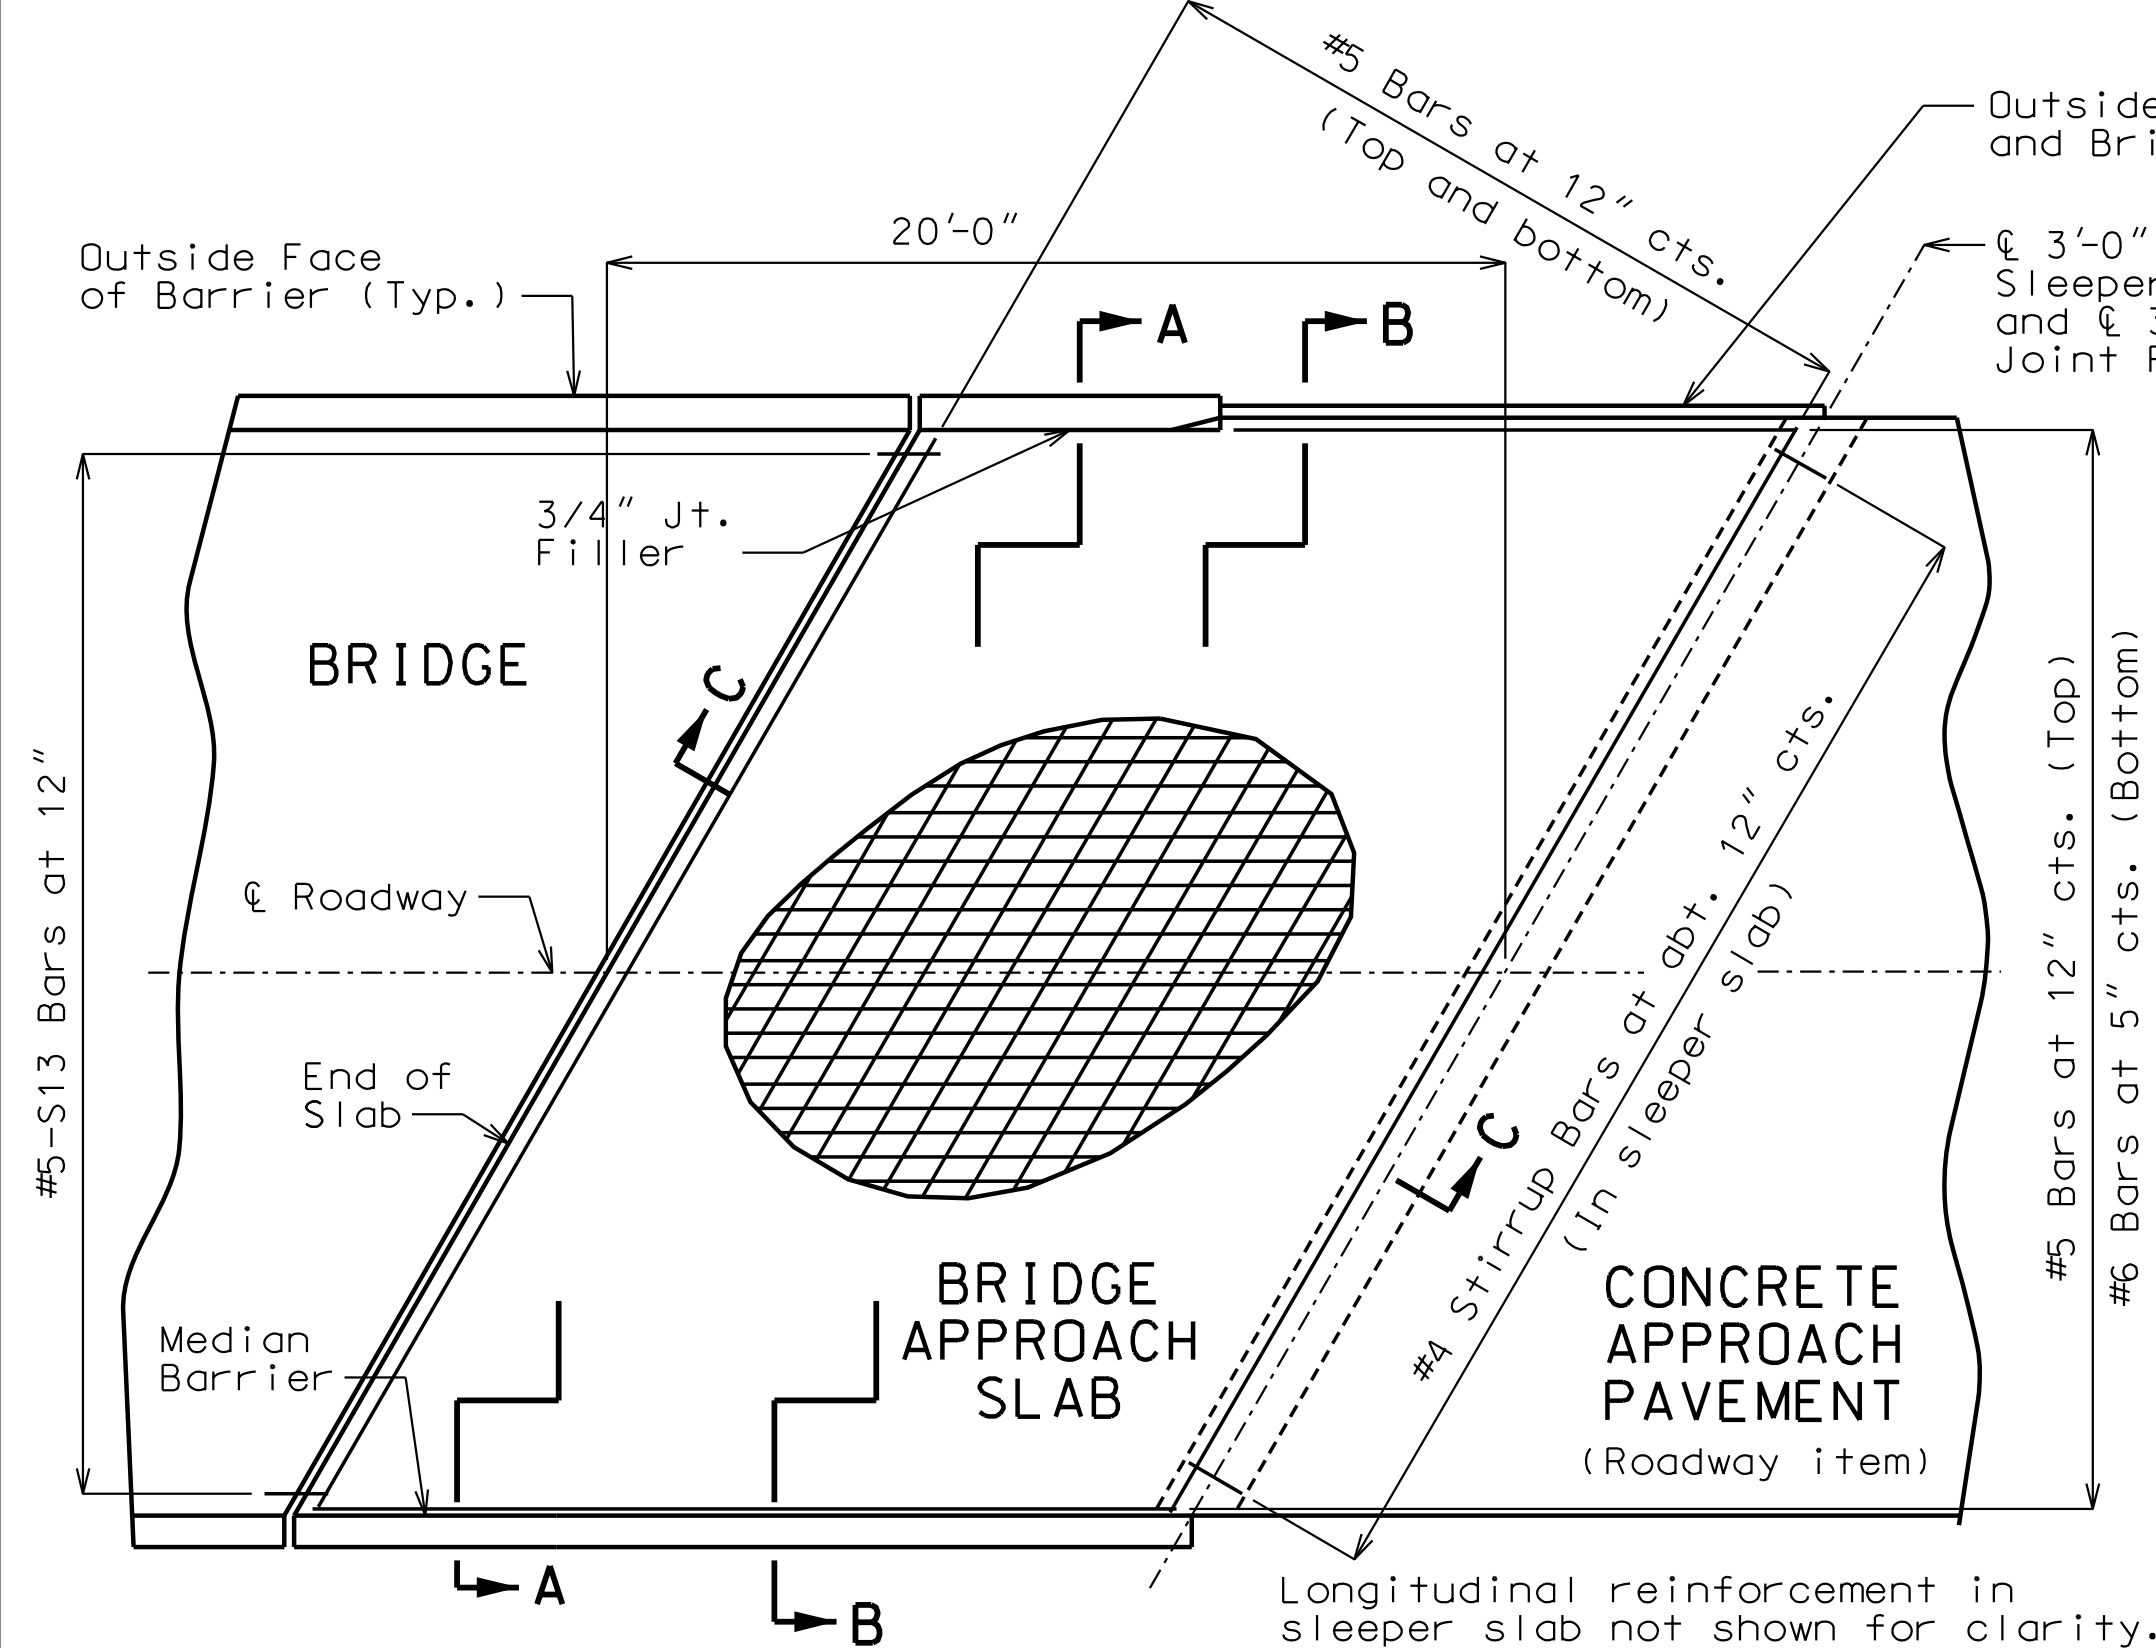 #5 Bars at 12" cts.
(Top and bottom)
Outside
and Bri
20'-0"
Outside Face
of Barrier (Typ.)
℄ 3'-0"
Sleeper
and ℄ 3
Joint F
A
B
3/4" Jt.
Filler
BRIDGE
C
℄ Roadway
#5-S13 Bars at 12"
End of
Slab
#4 Stirrup Bars at abt. 12" cts.
(In sleeper slab)
C
#5 Bars at 12" cts. (Top)
#6 Bars at 5" cts. (Bottom)
BRIDGE
APPROACH
SLAB
CONCRETE
APPROACH
PAVEMENT
(Roadway item)
Median
Barrier
A
B
Longitudinal reinforcement in
sleeper slab not shown for clarity.